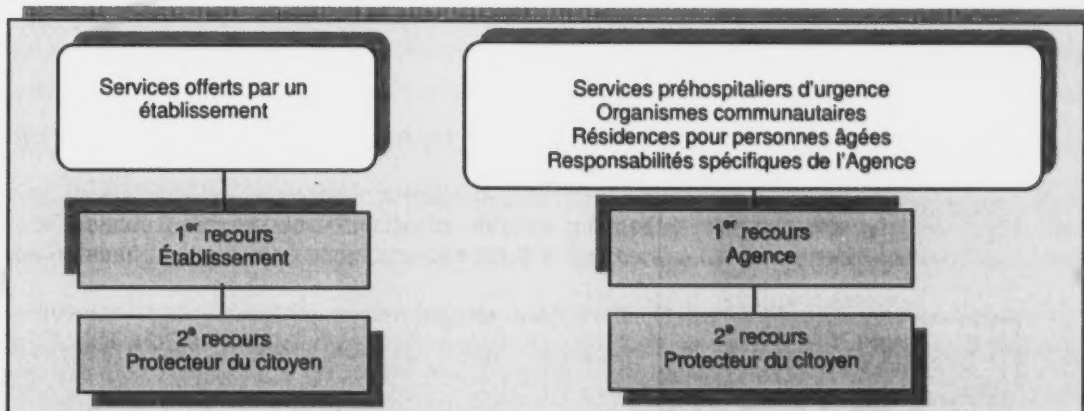 Services offerts par un
établissement
1er recours
Établissement
2e recours
Protecteur du citoyen
Services préhospitaliers d'urgence
Organismes communautaires
Résidences pour personnes âgées
Responsabilités spécifiques de l'Agence
1er recours
Agence
2e recours
Protecteur du citoyen